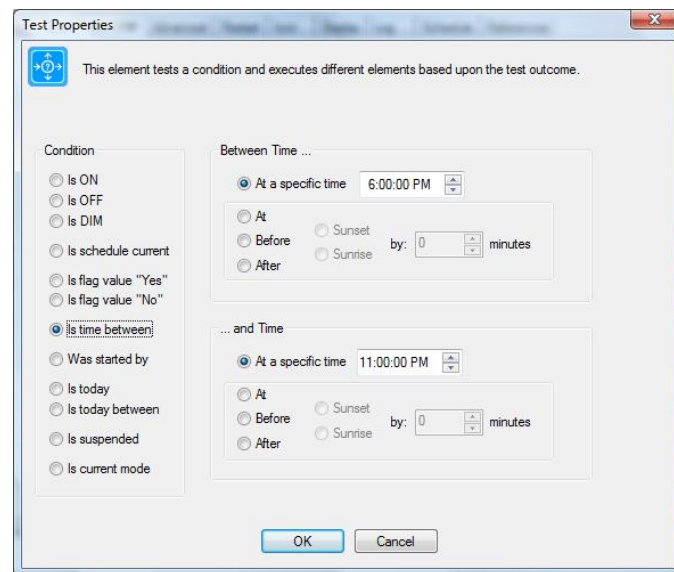 Test Properties
This element tests a condition and executes different elements based upon the test outcome.
Condition
Is ON
Is OFF
Is DIM
Is schedule current
Is flag value "Yes"
Is flag value "No"
Is time between
Was started by
Is today
Is today between
Is suspended
Is current mode
Between Time ...
At a specific time 6:00:00 PM
At
Before
After
Sunset
Sunrise
by: 0 minutes
... and Time
At a specific time 11:00:00 PM
At
Before
After
Sunset
Sunrise
by: 0 minutes
OK Cancel